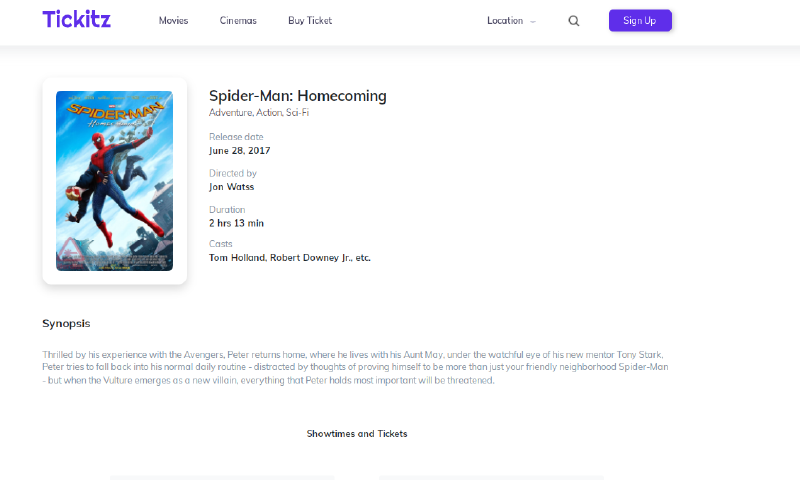 Tickitz
Movies
Cinemas
Buy Ticket
Location
Sign Up
SPIDER-MAN
Homecoming
Spider-Man: Homecoming
Adventure, Action, Sci-Fi
Release date
June 28, 2017
Directed by
Jon Watss
Duration
2 hrs 13 min
Casts
Tom Holland, Robert Downey Jr., etc.
Synopsis
Thrilled by his experience with the Avengers, Peter returns home, where he lives with his Aunt May, under the watchful eye of his new mentor Tony Stark,
Peter tries to fall back into his normal daily routine - distracted by thoughts of proving himself to be more than just your friendly neighborhood Spider-Man
- but when the Vulture emerges as a new villain, everything that Peter holds most important will be threatened.
Showtimes and Tickets